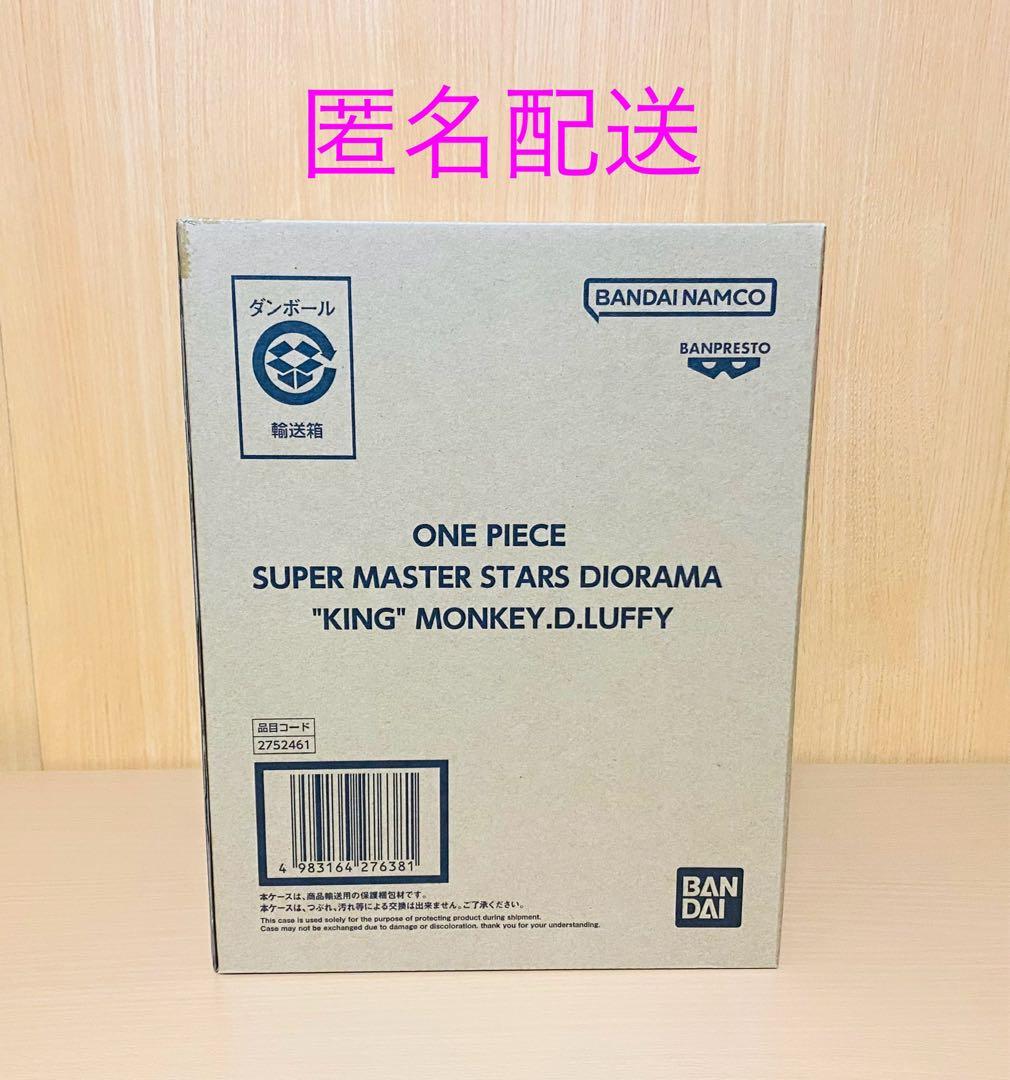 匿名配送
ダンボール
輸送箱
BANDAI NAMCO
BANPRESTO
ONE PIECE
SUPER MASTER STARS DIORAMA
"KING" MONKEY.D.LUFFY
品目コード
2752461
4 983164 276381
本ケースは、商品輸送用の保護梱包材です。
本ケースは、つぶれ、汚れ等による交換は出来ません。ご了承ください。
This case is used solely for the purpose of protecting product during shipment.
Case may not be exchanged due to damage or discoloration. thank you for your understanding.
BAN
DAI